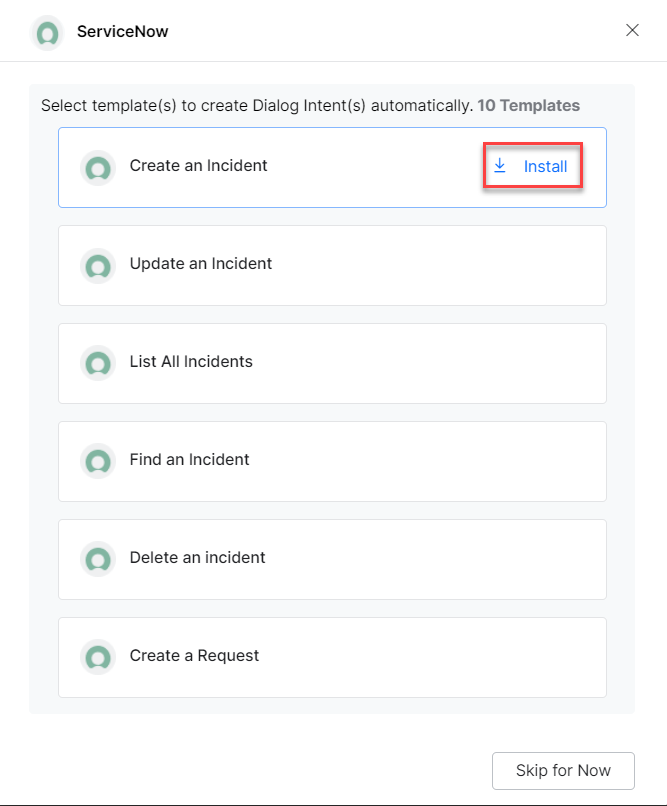 ServiceNow
Select template(s) to create Dialog Intent(s) automatically. 10 Templates
Create an Incident
Install
Update an Incident
List All Incidents
Find an Incident
Delete an incident
Create a Request
Skip for Now